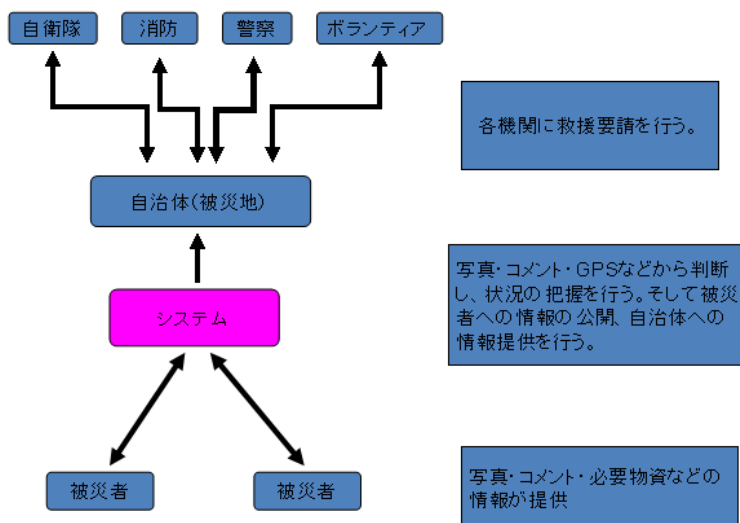 自衛隊
消防
警察
ボランティア
各機関に救援要請を行う。
自治体(被災地)
写真・コメント・GPSなどから判断
し、状況の把握を行う。そして被災
者への情報の公開、自治体への
情報提供を行う。
システム
被災者
被災者
写真・コメント・必要物資などの
情報が提供